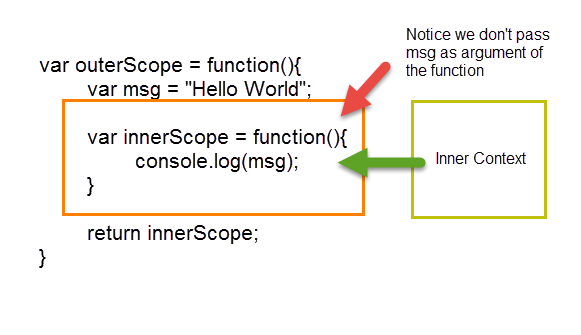 var outerScope = function(){
var msg = "Hello World";
var innerScope = function(){
console.log(msg);
}
return innerScope;
}
Notice we don't pass
msg as argument of
the function
Inner Context